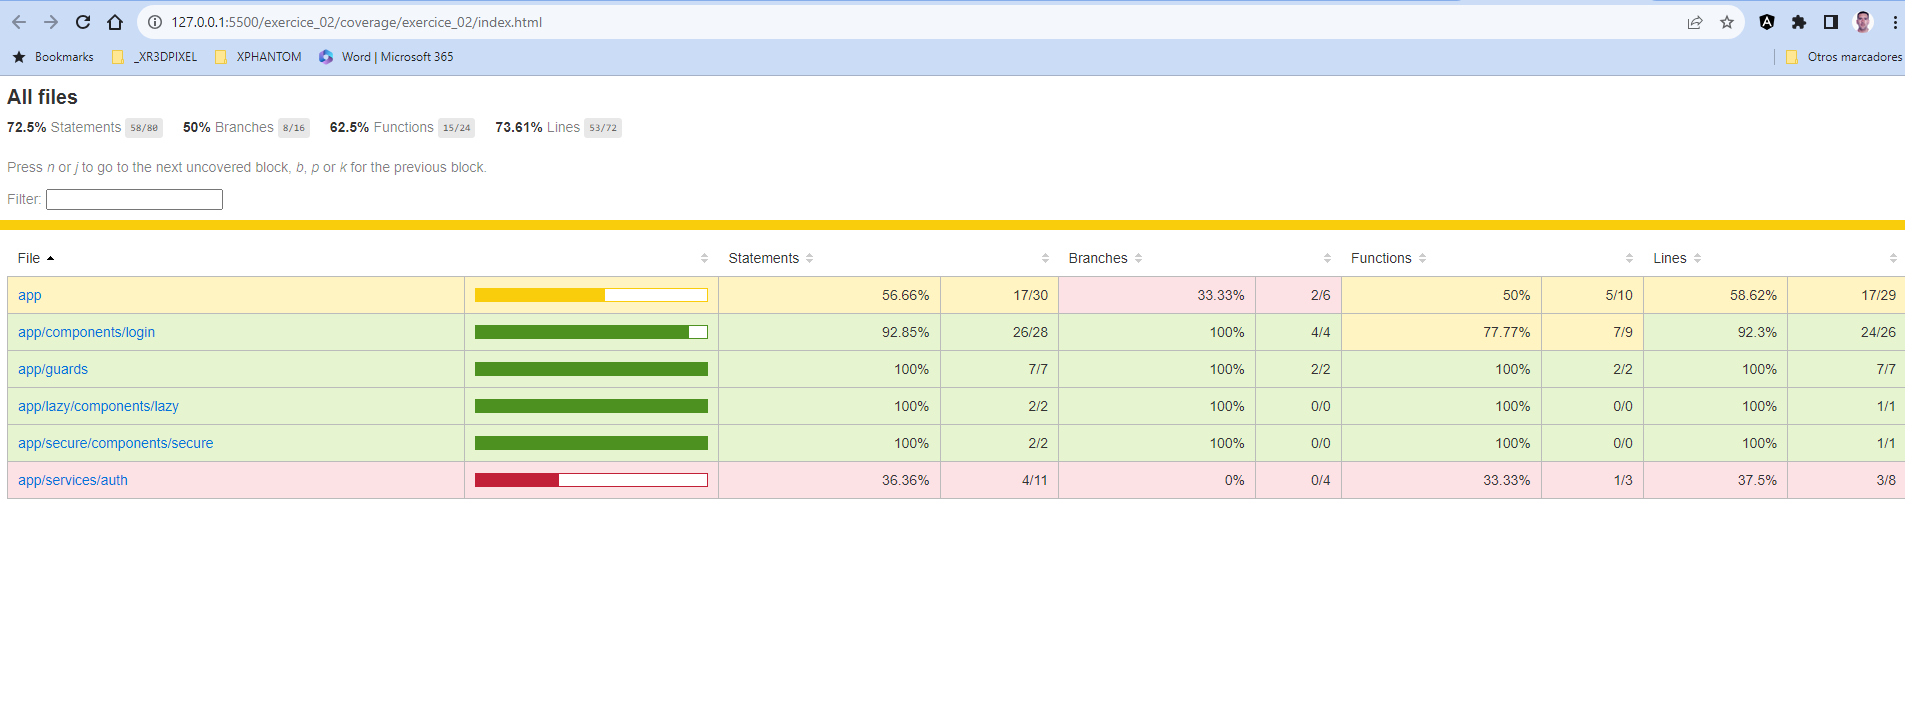 127.0.0.1:5500/exercice_02/coverage/exercice_02/index.html
Bookmarks _XR3DPIXEL XPHANTOM Word | Microsoft 365 Otros marcadores
All files
72.5% Statements 58/80 50% Branches 8/16 62.5% Functions 15/24 73.61% Lines 53/72
Press n or j to go to the next uncovered block, b, p or k for the previous block.
Filter:
File Statements Branches Functions Lines
app 56.66% 17/30 33.33% 2/6 50% 5/10 58.62% 17/29
app/components/login 92.85% 26/28 100% 4/4 77.77% 7/9 92.3% 24/26
app/guards 100% 7/7 100% 2/2 100% 2/2 100% 7/7
app/lazy/components/lazy 100% 2/2 100% 0/0 100% 0/0 100% 1/1
app/secure/components/secure 100% 2/2 100% 0/0 100% 0/0 100% 1/1
app/services/auth 36.36% 4/11 0% 0/4 33.33% 1/3 37.5% 3/8